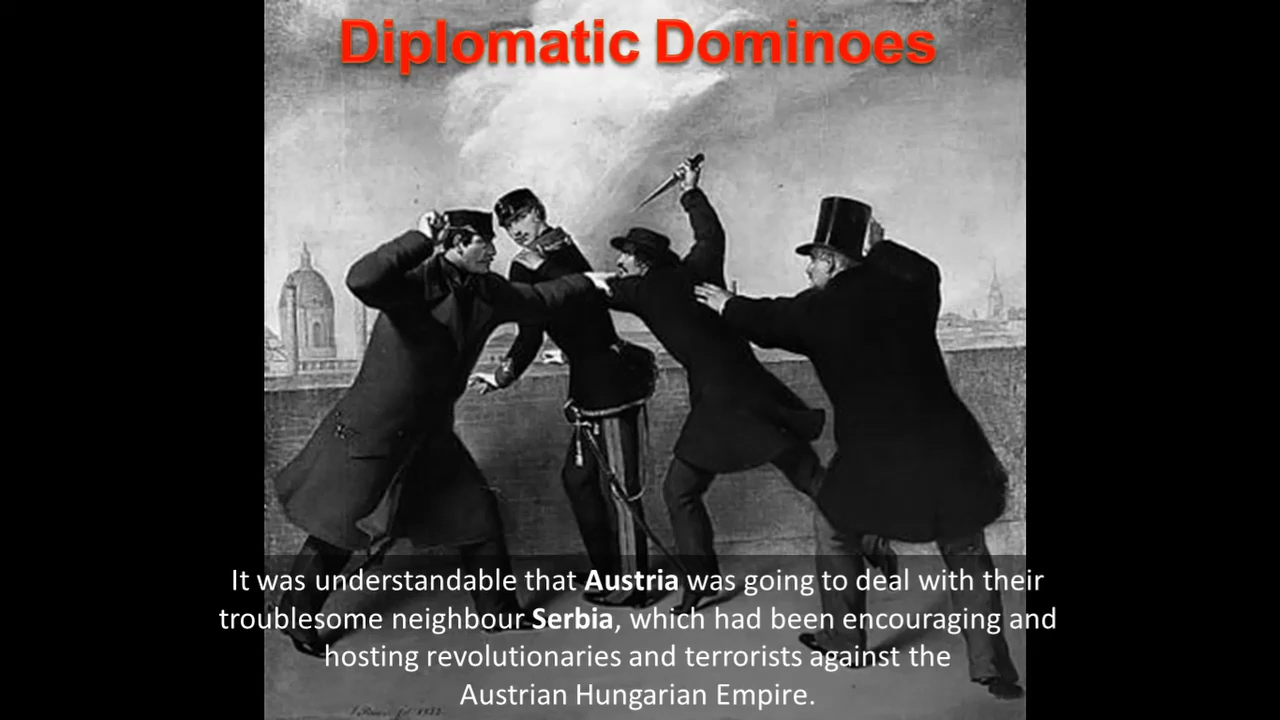 Diplomatic Dominoes
It was understandable that Austria was going to deal with their
troublesome neighbour Serbia, which had been encouraging and
hosting revolutionaries and terrorists against the
Austrian Hungarian Empire.